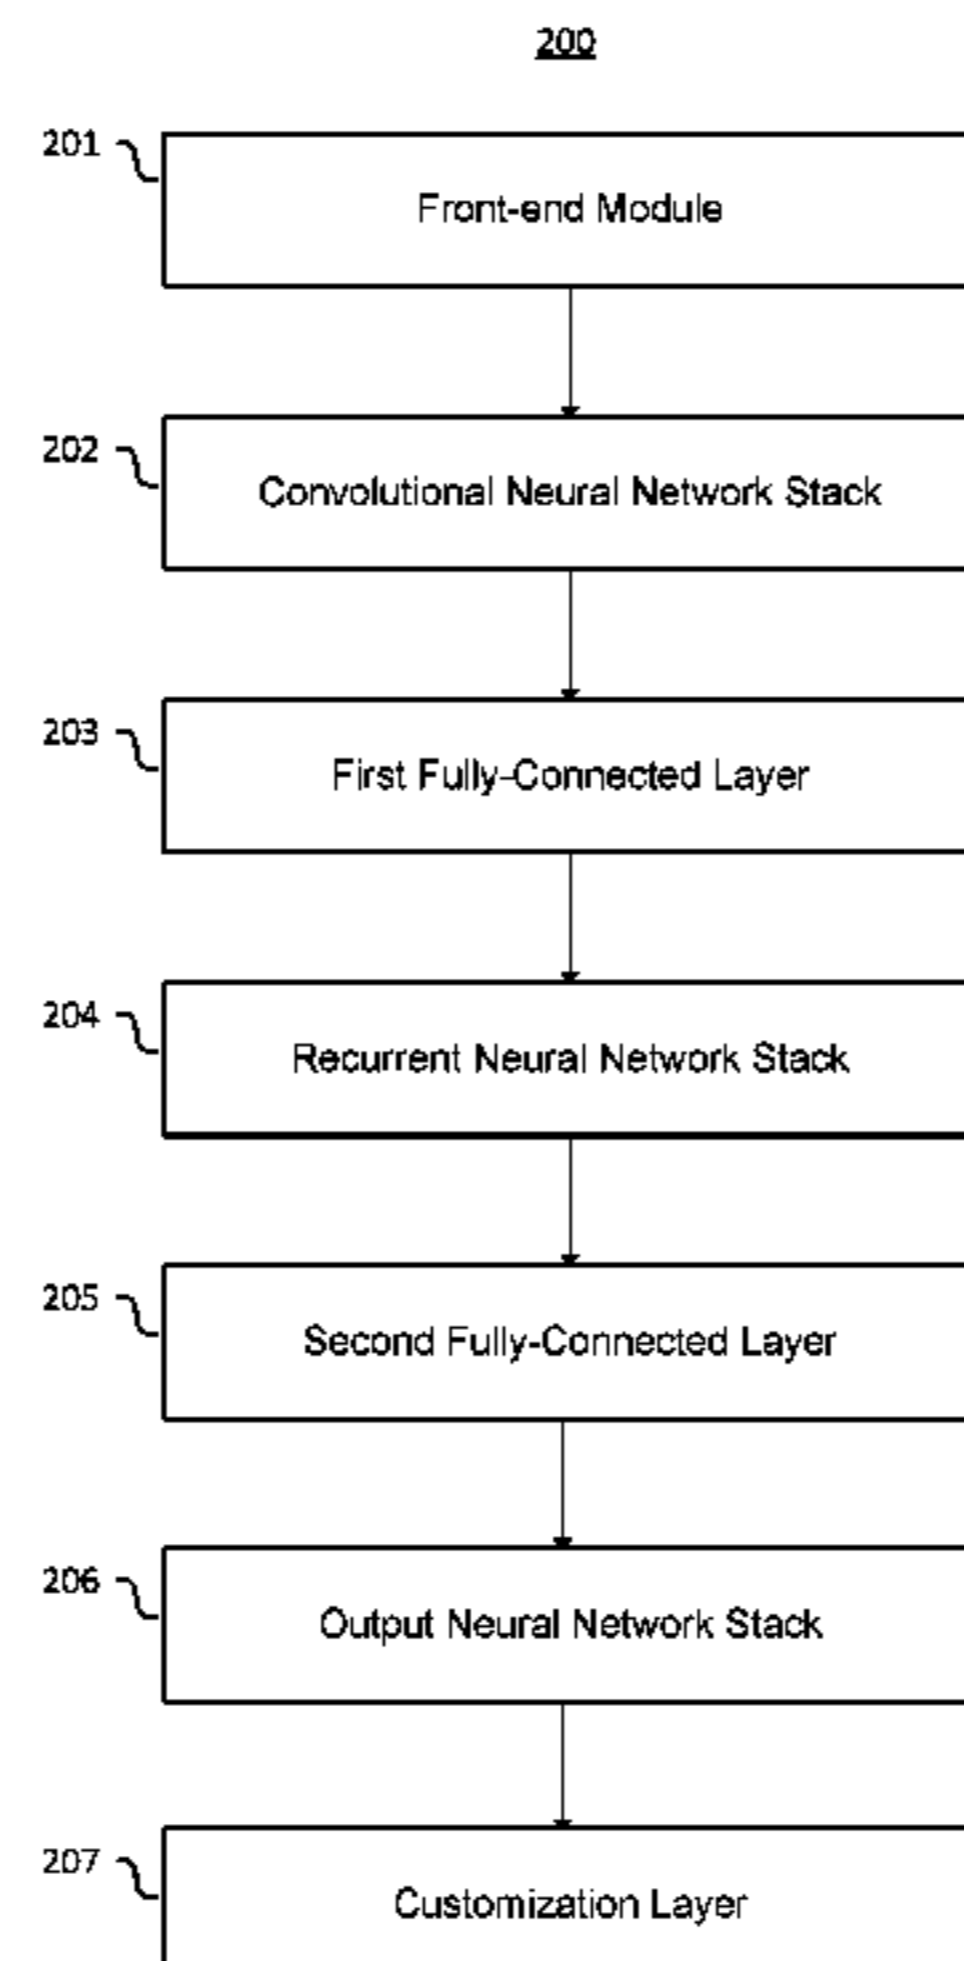 200
201
Front-end Module
202
Convolutional Neural Network Stack
203
First Fully-Connected Layer
204
Recurrent Neural Network Stack
205
Second Fully-Connected Layer
206
Output Neural Network Stack
207
Customization Layer